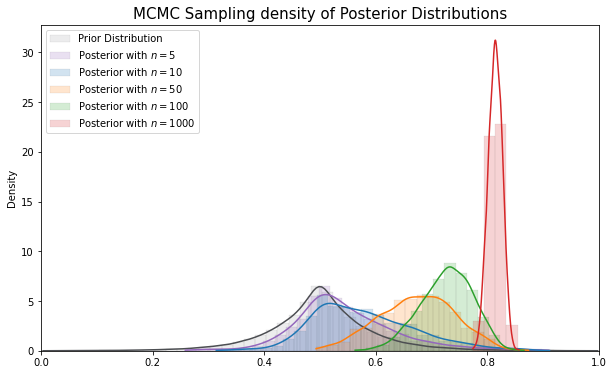 MCMC Sampling density of Posterior Distributions
Prior Distribution
Posterior with n = 5
Posterior with n = 10
Posterior with n = 50
Posterior with n = 100
Posterior with n = 1000
Density
30
25
20
15
10
5
0
0.0 0.2 0.4 0.6 0.8 1.0